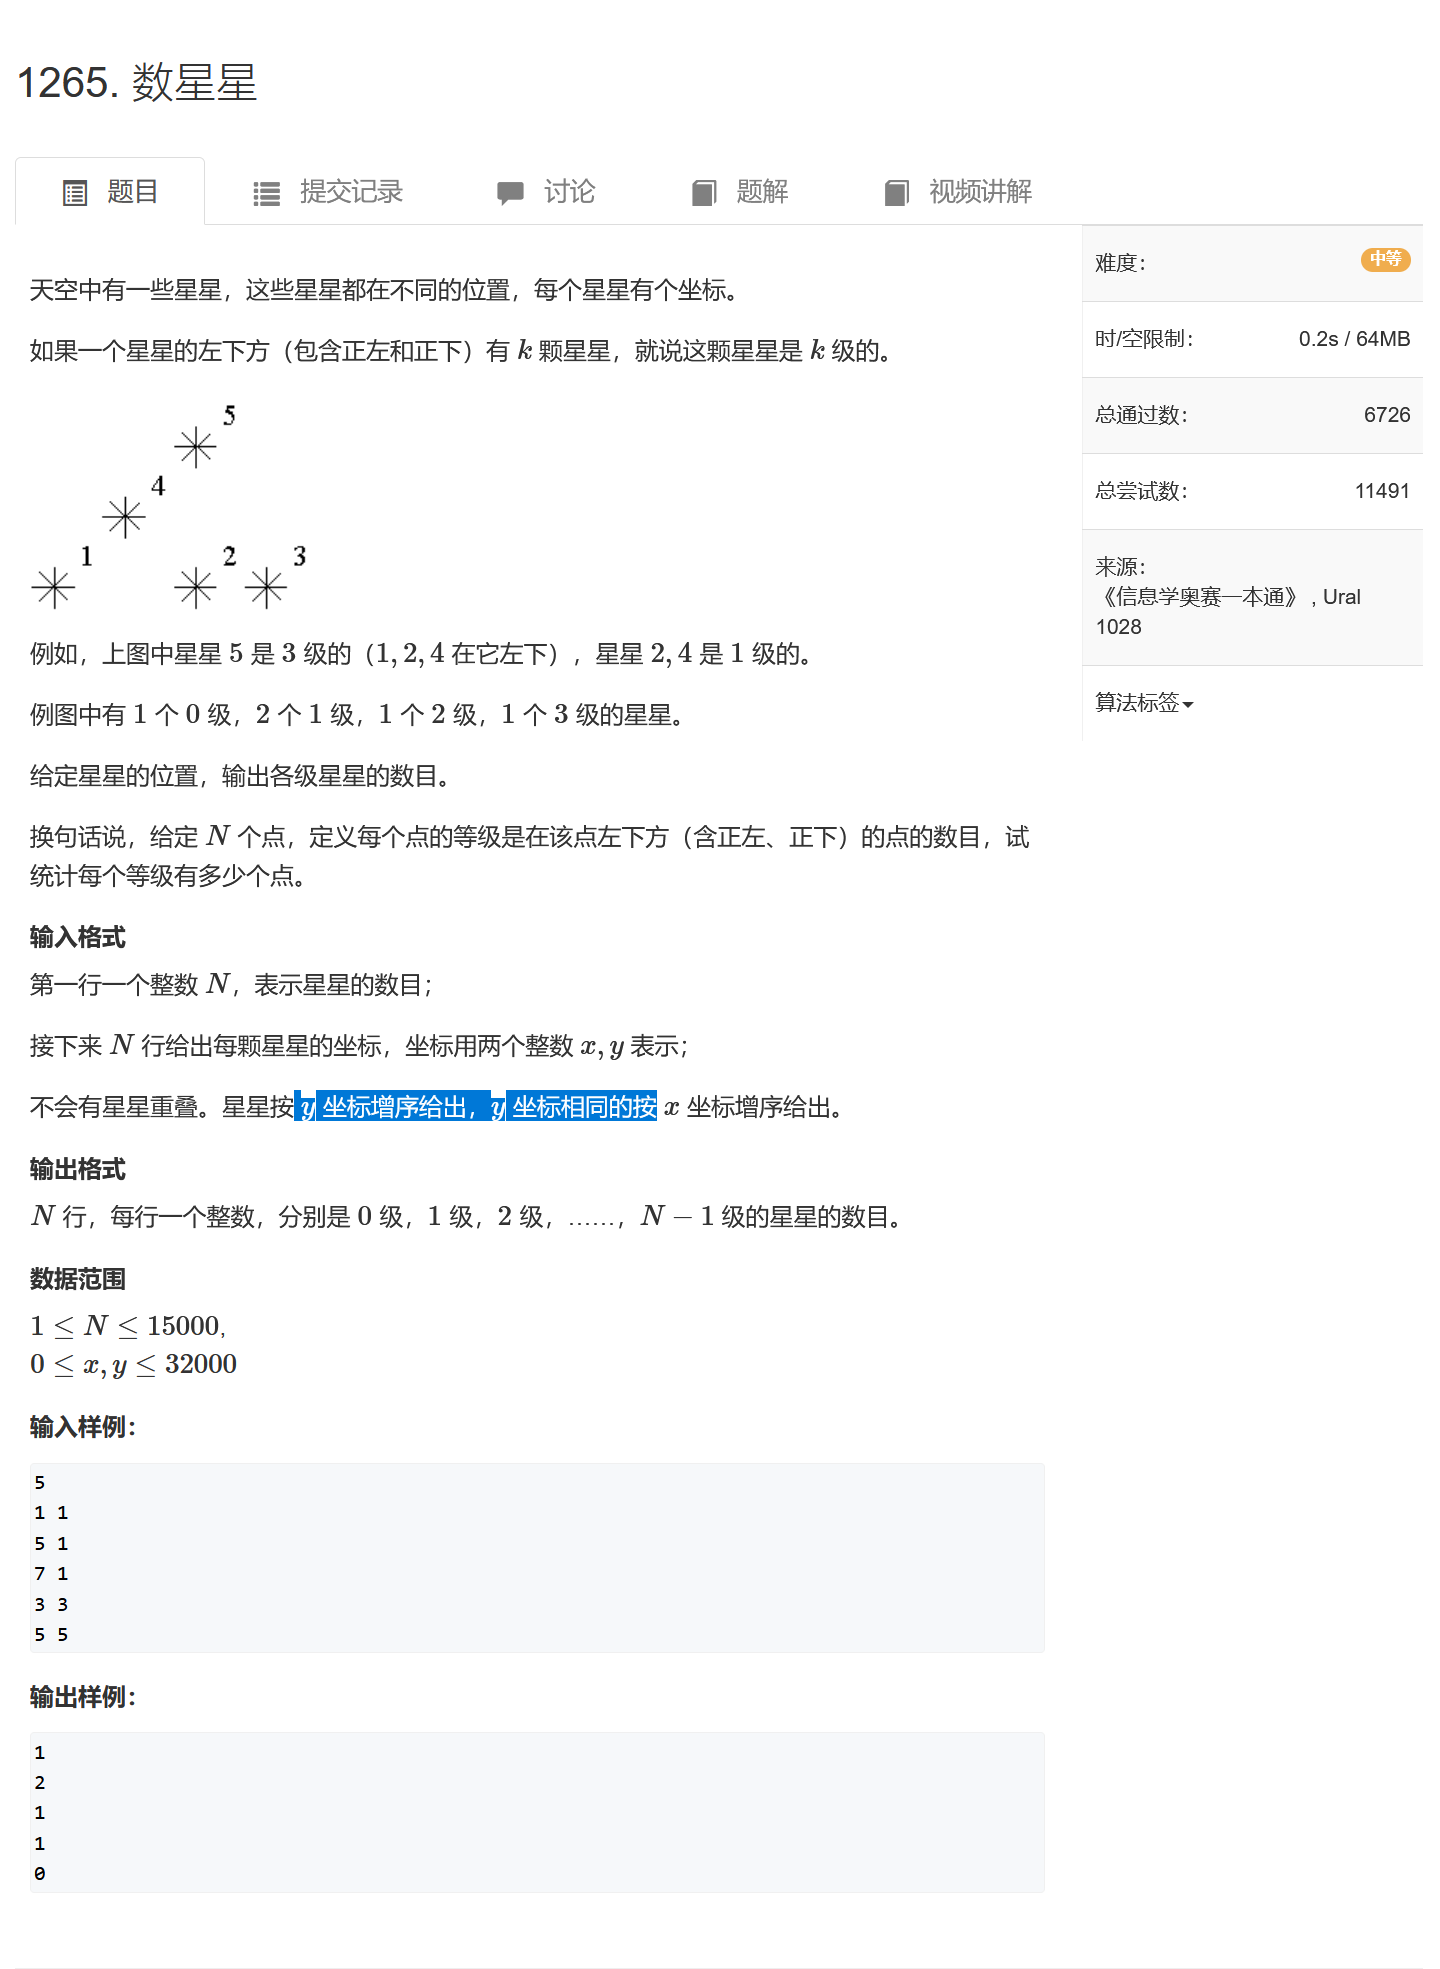 1265. 数星星
题目
提交记录
讨论
题解
视频讲解
天空中有一些星星，这些星星都在不同的位置，每个星星有个坐标。
如果一个星星的左下方（包含正左和正下）有 k 颗星星，就说这颗星星是 k 级的。
5
4
1
2
3
例如，上图中星星 5 是 3 级的（1, 2, 4 在它左下），星星 2, 4 是 1 级的。
例图中有 1 个 0 级，2 个 1 级，1 个 2 级，1 个 3 级的星星。
给定星星的位置，输出各级星星的数目。
换句话说，给定 N 个点，定义每个点的等级是在该点左下方（含正左、正下）的点的数目，试
统计每个等级有多少个点。
输入格式
第一行一个整数 N，表示星星的数目；
接下来 N 行给出每颗星星的坐标，坐标用两个整数 x, y 表示；
不会有星星重叠。星星按 y 坐标增序给出，y 坐标相同的按 x 坐标增序给出。
输出格式
N 行，每行一个整数，分别是 0 级，1 级，2 级，……，N − 1 级的星星的数目。
数据范围
1 ≤ N ≤ 15000,
0 ≤ x, y ≤ 32000
输入样例：
5
1 1
5 1
7 1
3 3
5 5
输出样例：
1
2
1
1
0
难度：
中等
时/空限制：
0.2s / 64MB
总通过数：
6726
总尝试数：
11491
来源：
《信息学奥赛一本通》 , Ural
1028
算法标签